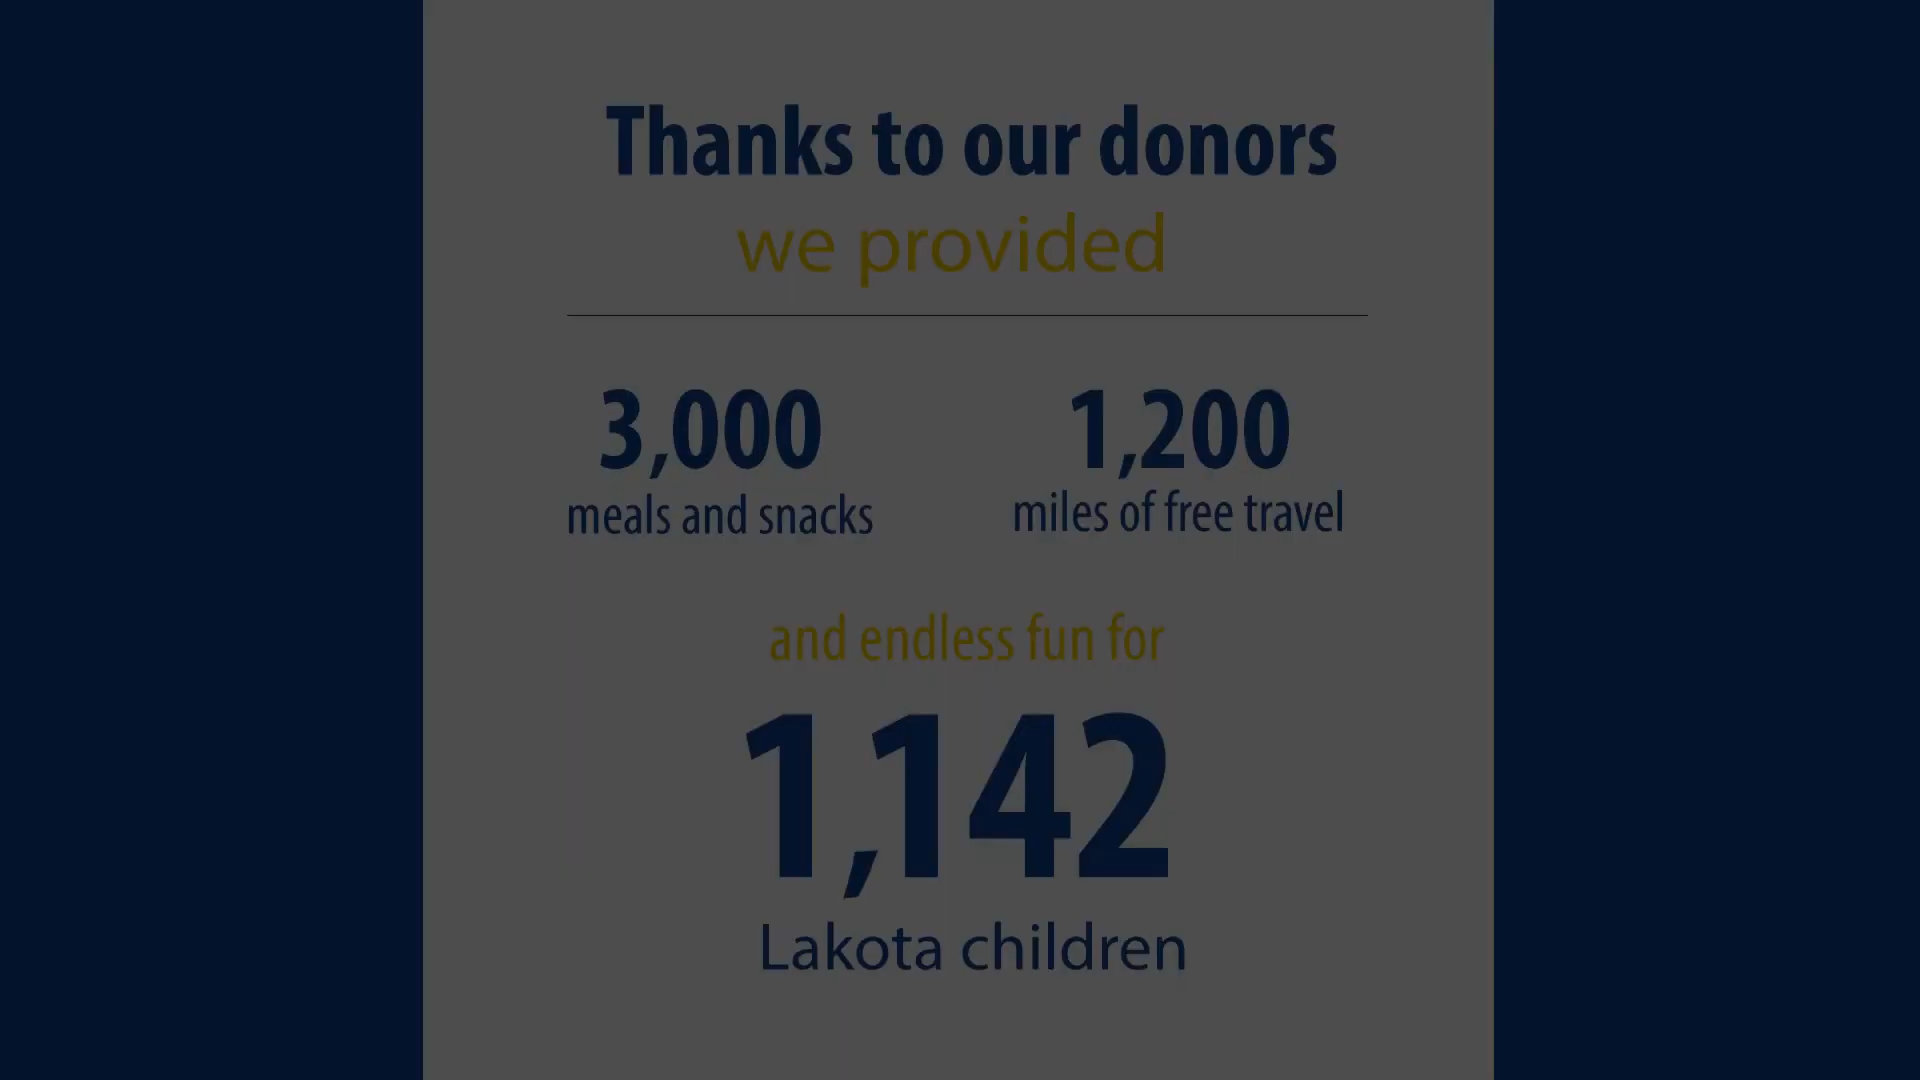 Thanks to our donors
we provided
3,000 1,200
meals and snacks miles of free travel
and endless fun for
1,142
Lakota children